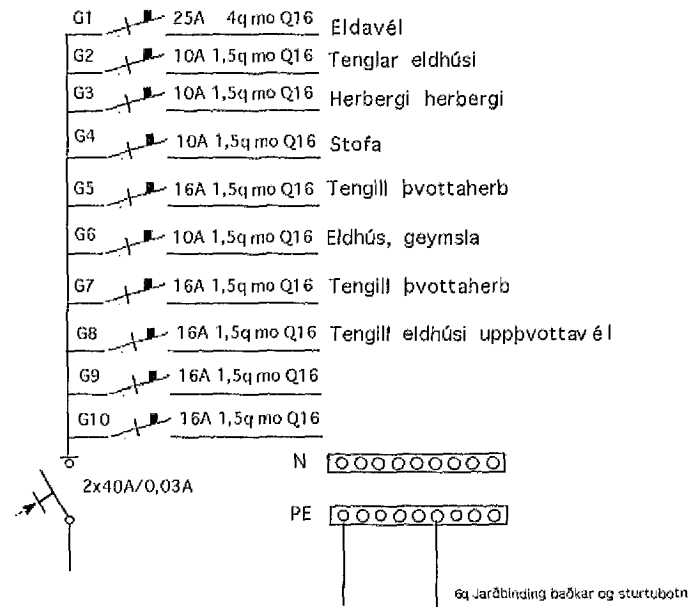 G1 25A 4q mo Q16 Eldavél
G2 10A 1,5q mo Q16 Tenglar eldhúsi
G3 10A 1,5q mo Q16 Herbergi herbergi
G4 10A 1,5q mo Q16 Stofa
G5 16A 1,5q mo Q16 Tengill þvottaherb
G6 10A 1,5q mo Q16 Eldhús, geymsla
G7 16A 1,5q mo Q16 Tengill þvottaherb
G8 16A 1,5q mo Q16 Tengill eldhúsi uppþvottavél
G9 16A 1,5q mo Q16
G10 16A 1,5q mo Q16
N
2x40A/0,03A
PE
6q Jarðbinding baðkar og sturtubotn